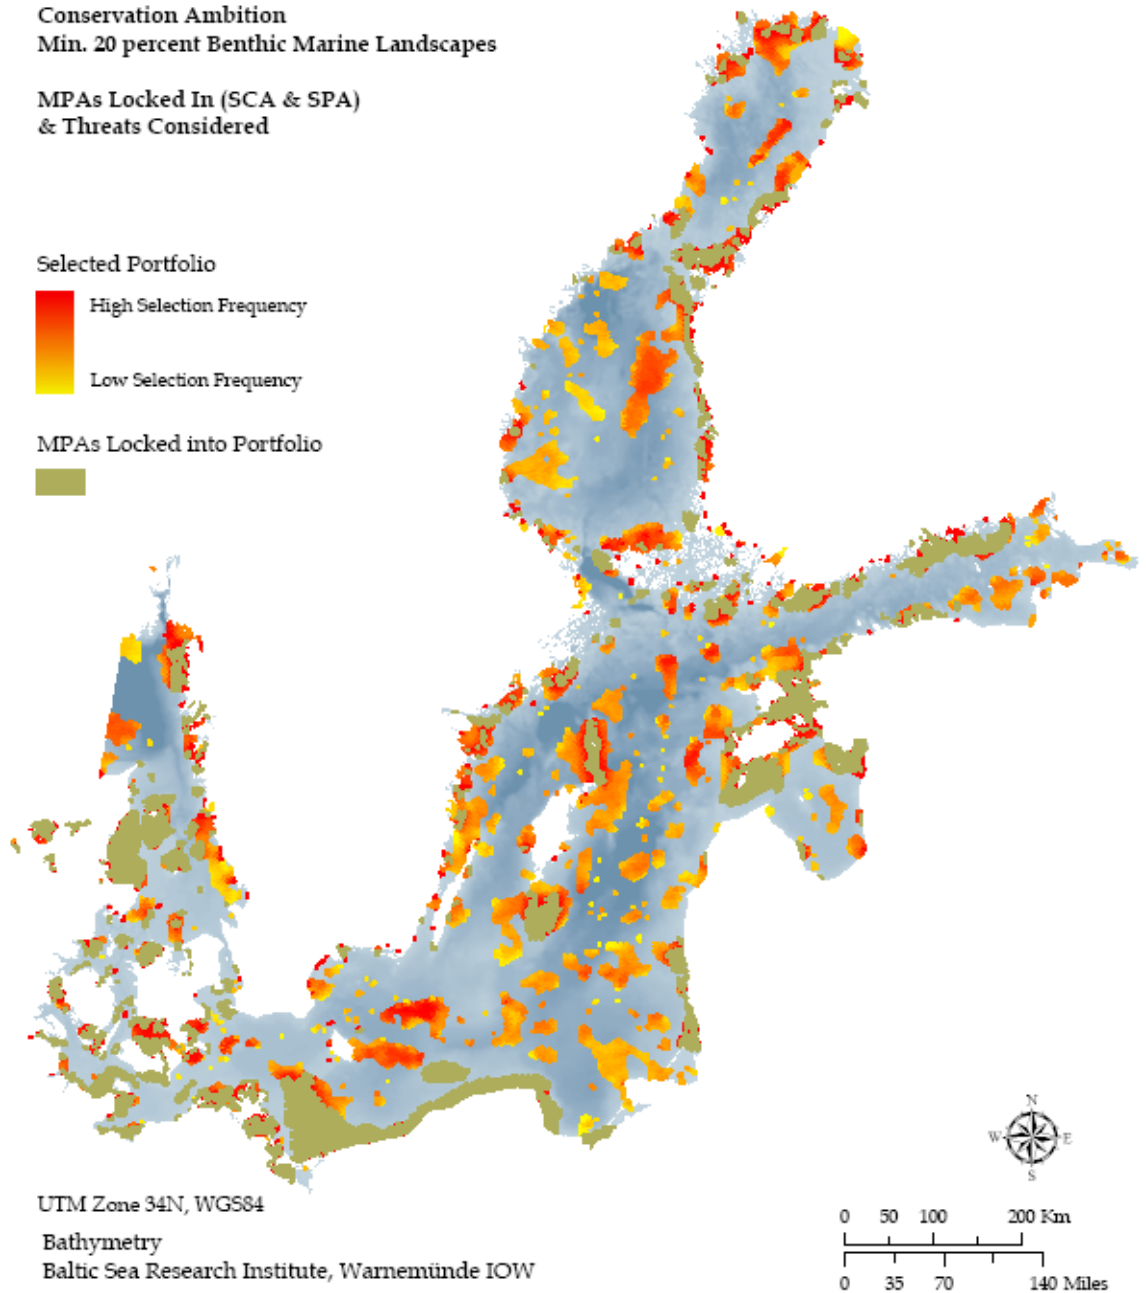 Conservation Ambition
Min. 20 percent Benthic Marine Landscapes
MPAs Locked In (SCA & SPA)
& Threats Considered
Selected Portfolio
High Selection Frequency
Low Selection Frequency
MPAs Locked into Portfolio
N
W E
S
UTM Zone 34N, WGS84
Bathymetry
Baltic Sea Research Institute, Warnemünde IOW
0 50 100 200 Km
0 35 70 140 Miles